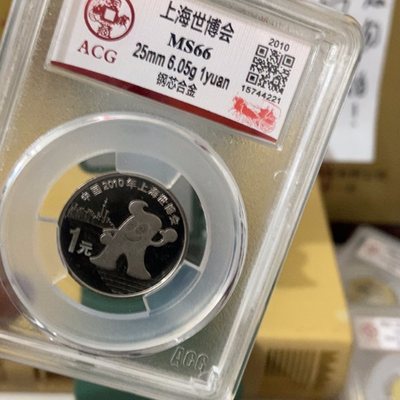 ACG
上海世博会
MS66
25mm 6.05g 1yuan
钢芯合金
2010
15744221
中国2010年上海世博会
1元
ACG